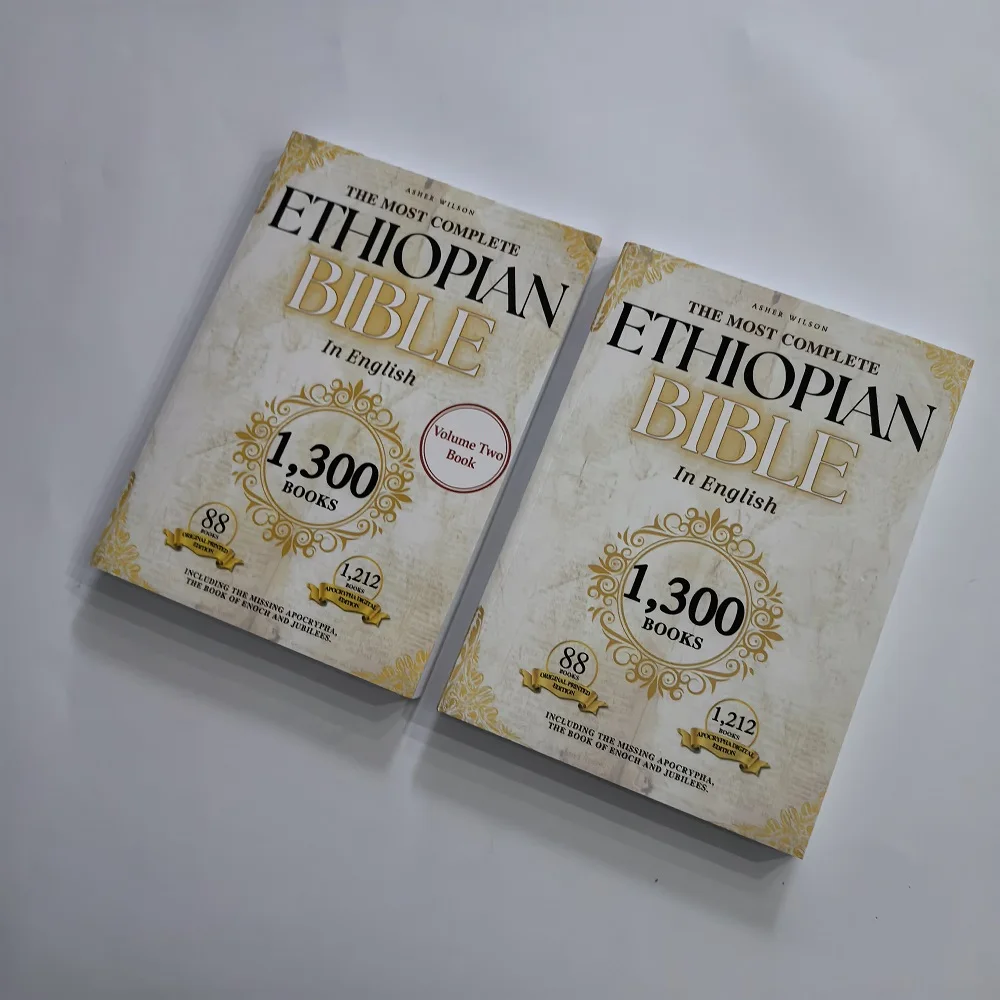 ASHER WILSON
THE MOST COMPLETE
ETHIOPIAN
BIBLE
In English
1,300
BOOKS
Volume Two
Book
88
BOOKS
ORIGINAL PRINTED
EDITION
1,212
BOOKS
APOCRYPHA DIGITAL
EDITION
INCLUDING THE MISSING APOCRYPHA,
THE BOOK OF ENOCH AND JUBILEES.
ASHER WILSON
THE MOST COMPLETE
ETHIOPIAN
BIBLE
In English
1,300
BOOKS
88
BOOKS
ORIGINAL PRINTED
EDITION
1,212
BOOKS
APOCRYPHA DIGITAL
EDITION
INCLUDING THE MISSING APOCRYPHA,
THE BOOK OF ENOCH AND JUBILEES.